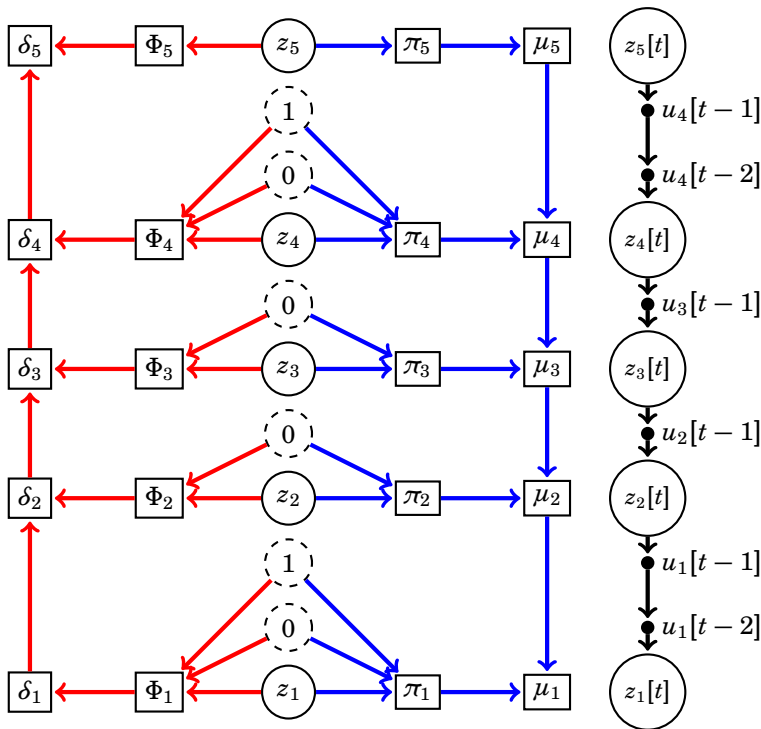 δ₅ Φ₅ z₅ π₅ μ₅ z₅[t]
1 u₄[t − 1]
0 u₄[t − 2]
δ₄ Φ₄ z₄ π₄ μ₄ z₄[t]
0 u₃[t − 1]
δ₃ Φ₃ z₃ π₃ μ₃ z₃[t]
0 u₂[t − 1]
δ₂ Φ₂ z₂ π₂ μ₂ z₂[t]
1 u₁[t − 1]
0 u₁[t − 2]
δ₁ Φ₁ z₁ π₁ μ₁ z₁[t]